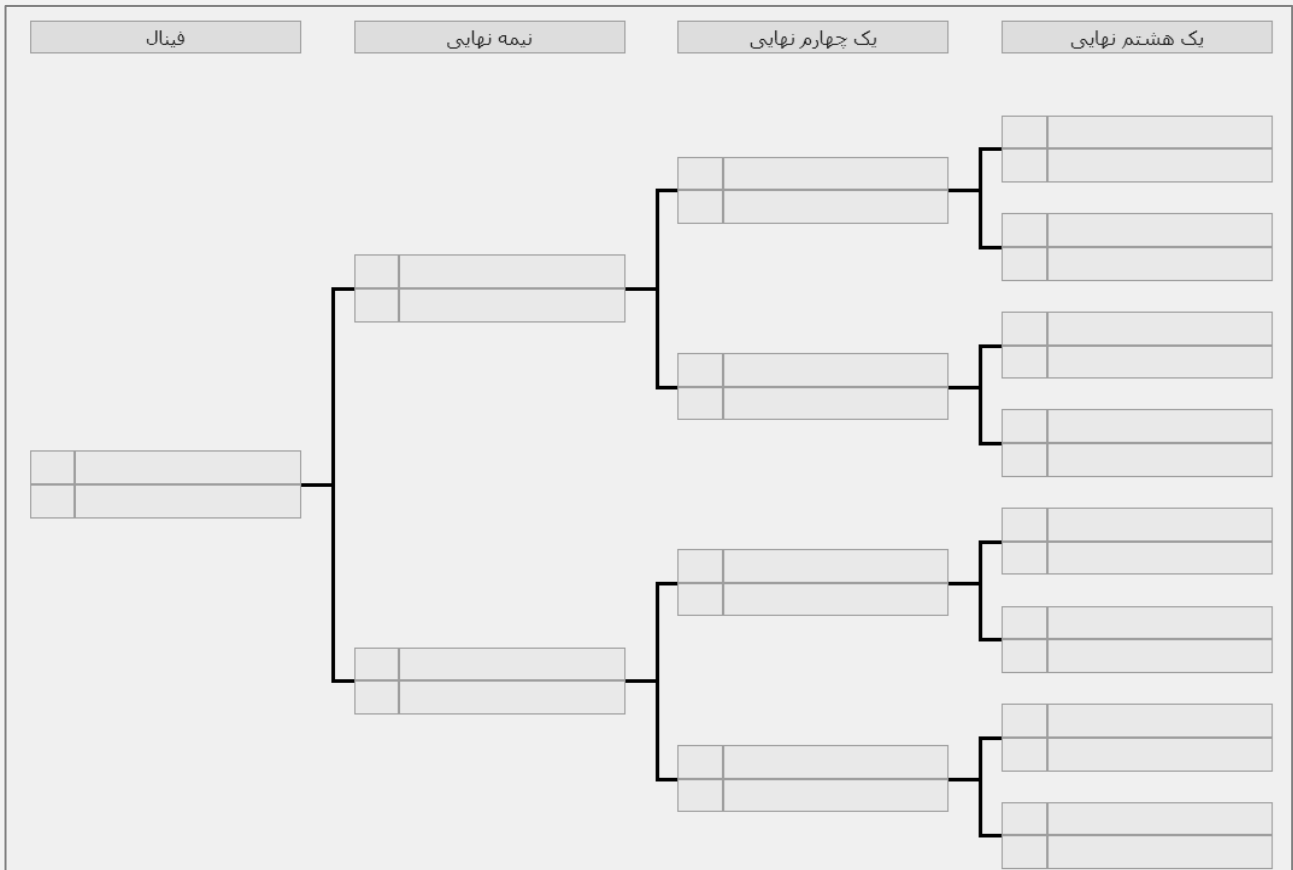 یک هشتم نهایی
یک چهارم نهایی
نیمه نهایی
فینال